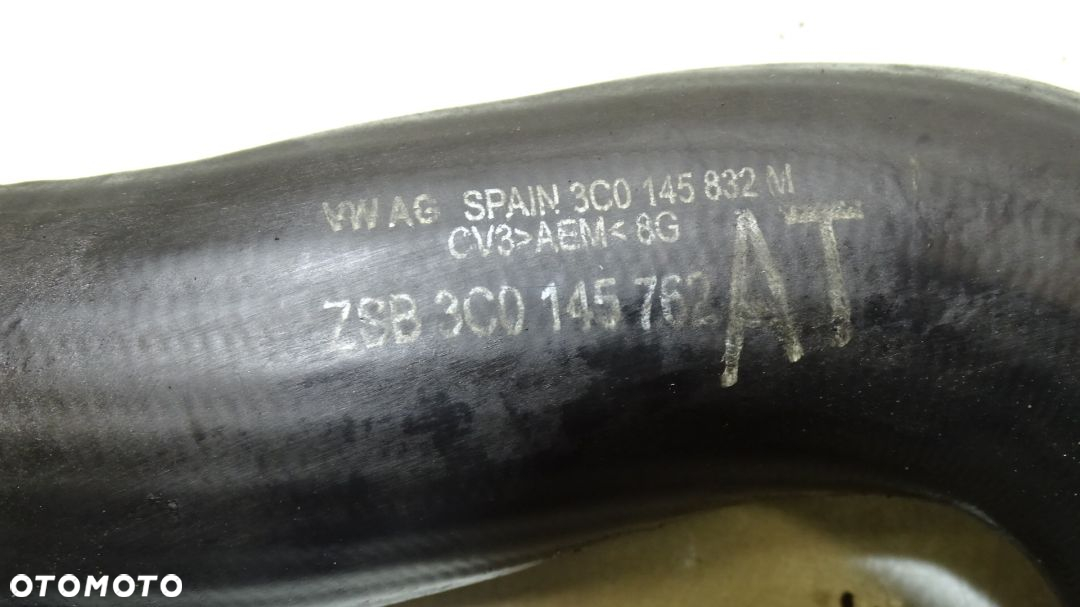 VW AG SPAIN 3C0 145 832 M
CV3>AEM< 8G
ZSB 3C0 145 762 AT
OTOMOTO